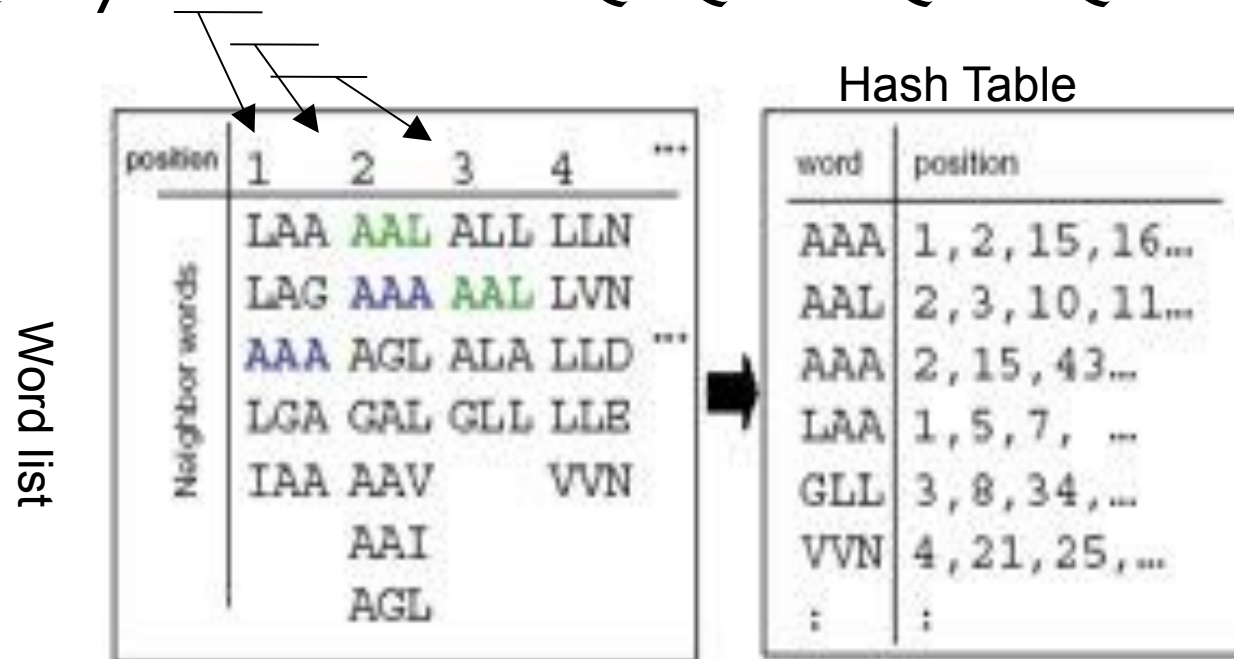 Hash Table
position 1 2 3 4 ...
LAA AAL ALL LLN
LAG AAA AAL LVN
AAA AGL ALA LLD ...
LGA GAL GLL LLE
IAA AAV VVN
AAI
AGL
Neighbor words
Word list
word position
AAA 1,2,15,16...
AAL 2,3,10,11...
AAA 2,15,43...
LAA 1,5,7, ...
GLL 3,8,34,...
VVN 4,21,25,...
: :